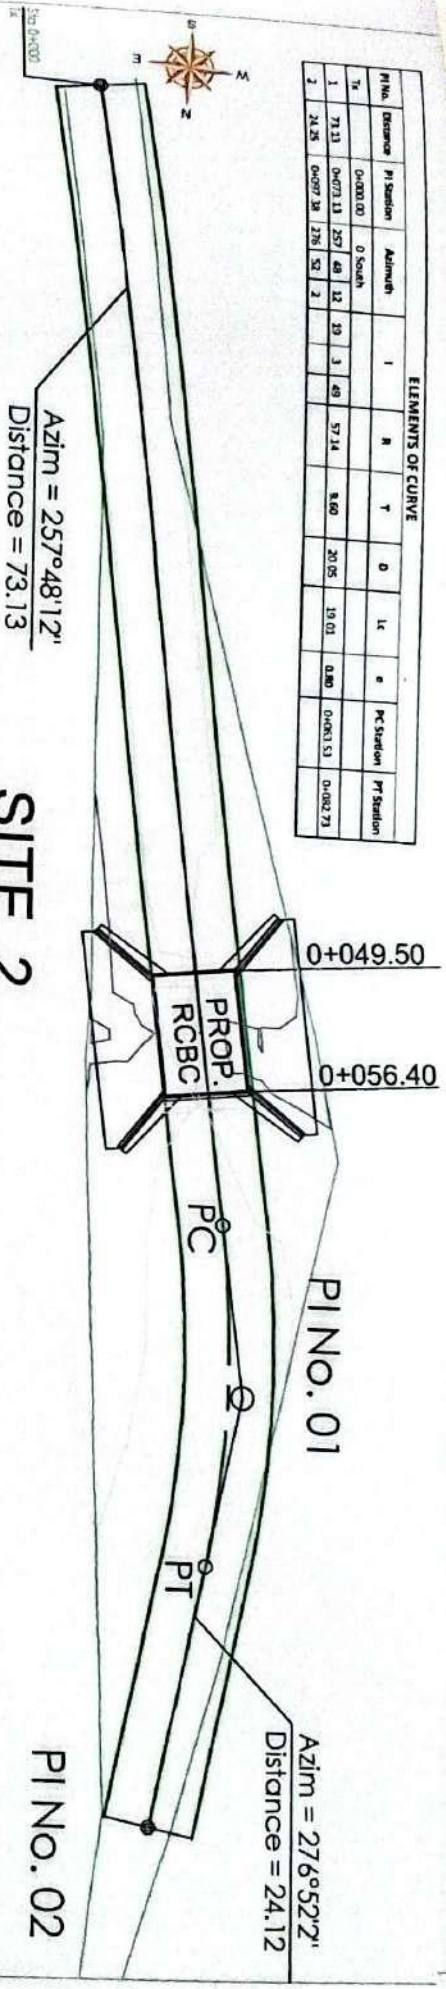 ELEMENTS OF CURVE
PI No. Distance PI Station Azimuth I R T D Lc e PC Station PT Station
Tx 0+000.00 0 South
1 73.13 0+073.13 257 48 12 19 3 49 57.14 9.60 20.05 19.01 0.80 0+063.53 0+082.73
2 24.25 0+097.38 276 52 2
S
E
W
N
Sta 0+000
Tx
Azim = 257°48'12"
Distance = 73.13
SITE 2
0+049.50
PROP.
RCBC
0+056.40
PC
PI No. 01
PT
Azim = 276°52'2"
Distance = 24.12
PI No. 02